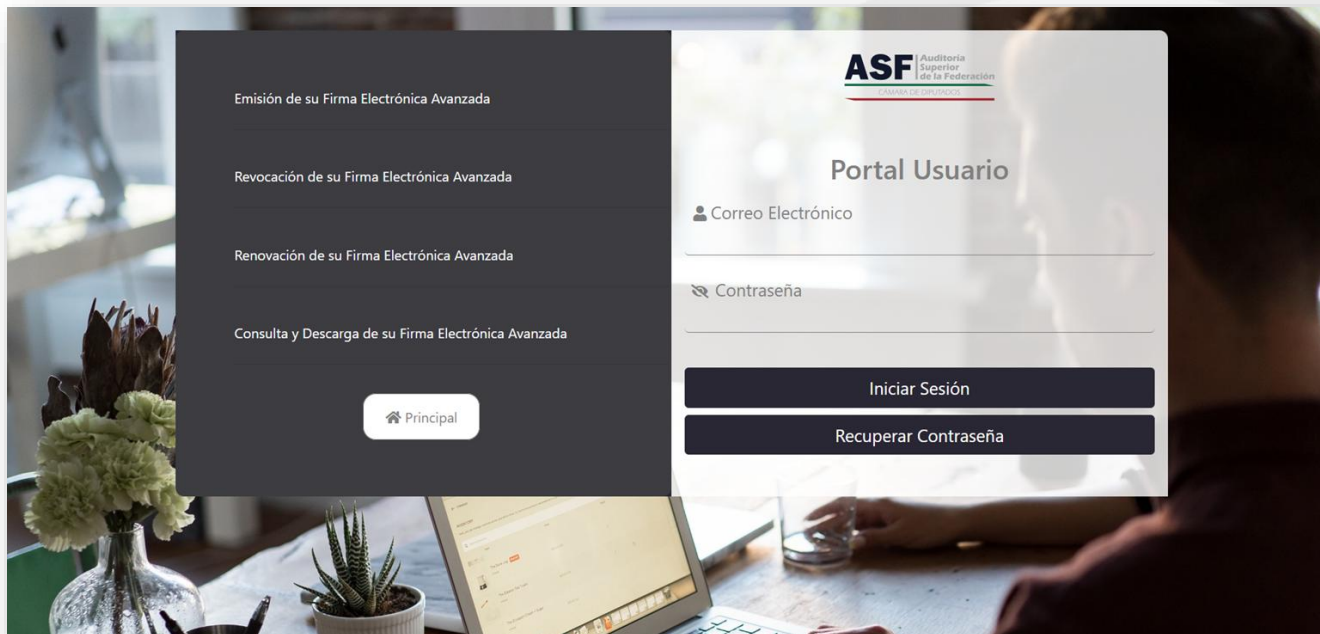 Emisión de su Firma Electrónica Avanzada
Revocación de su Firma Electrónica Avanzada
Renovación de su Firma Electrónica Avanzada
Consulta y Descarga de su Firma Electrónica Avanzada
Principal
ASF Auditoría
Superior
de la Federación
CÁMARA DE DIPUTADOS
Portal Usuario
Correo Electrónico
Contraseña
Iniciar Sesión
Recuperar Contraseña